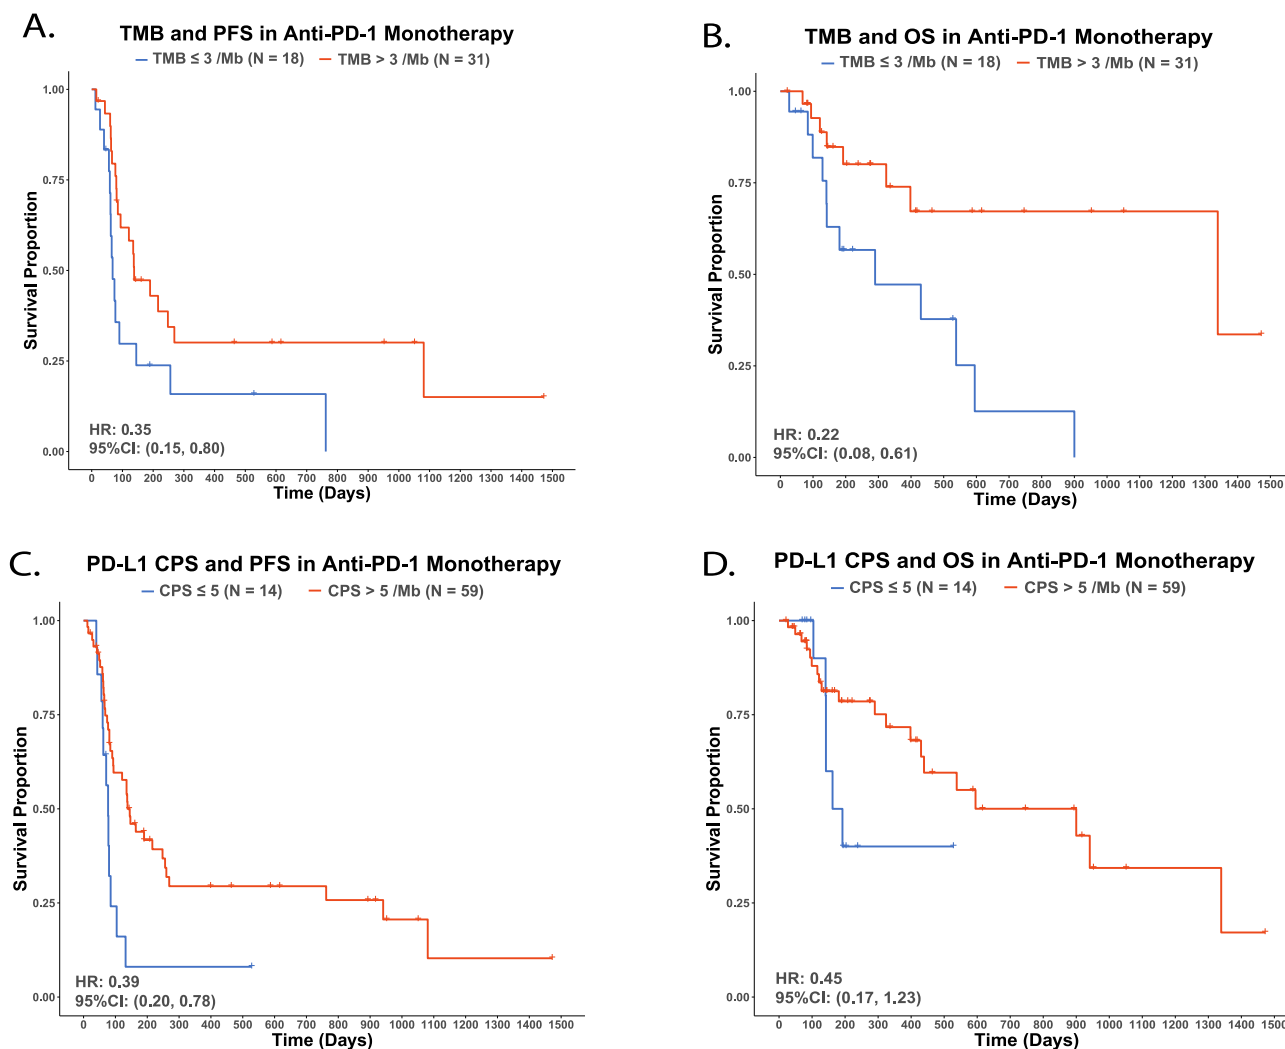 A.
TMB and PFS in Anti-PD-1 Monotherapy
TMB ≤ 3 /Mb (N = 18) TMB > 3 /Mb (N = 31)
Survival Proportion
1.00
0.75
0.50
0.25
0.00
HR: 0.35
95%CI: (0.15, 0.80)
0 100 200 300 400 500 600 700 800 900 1000 1100 1200 1300 1400 1500
Time (Days)
B.
TMB and OS in Anti-PD-1 Monotherapy
TMB ≤ 3 /Mb (N = 18) TMB > 3 /Mb (N = 31)
Survival Proportion
1.00
0.75
0.50
0.25
0.00
HR: 0.22
95%CI: (0.08, 0.61)
0 100 200 300 400 500 600 700 800 900 1000 1100 1200 1300 1400 1500
Time (Days)
C.
PD-L1 CPS and PFS in Anti-PD-1 Monotherapy
CPS ≤ 5 (N = 14) CPS > 5 /Mb (N = 59)
Survival Proportion
1.00
0.75
0.50
0.25
0.00
HR: 0.39
95%CI: (0.20, 0.78)
0 100 200 300 400 500 600 700 800 900 1000 1100 1200 1300 1400 1500
Time (Days)
D.
PD-L1 CPS and OS in Anti-PD-1 Monotherapy
CPS ≤ 5 (N = 14) CPS > 5 /Mb (N = 59)
Survival Proportion
1.00
0.75
0.50
0.25
0.00
HR: 0.45
95%CI: (0.17, 1.23)
0 100 200 300 400 500 600 700 800 900 1000 1100 1200 1300 1400 1500
Time (Days)